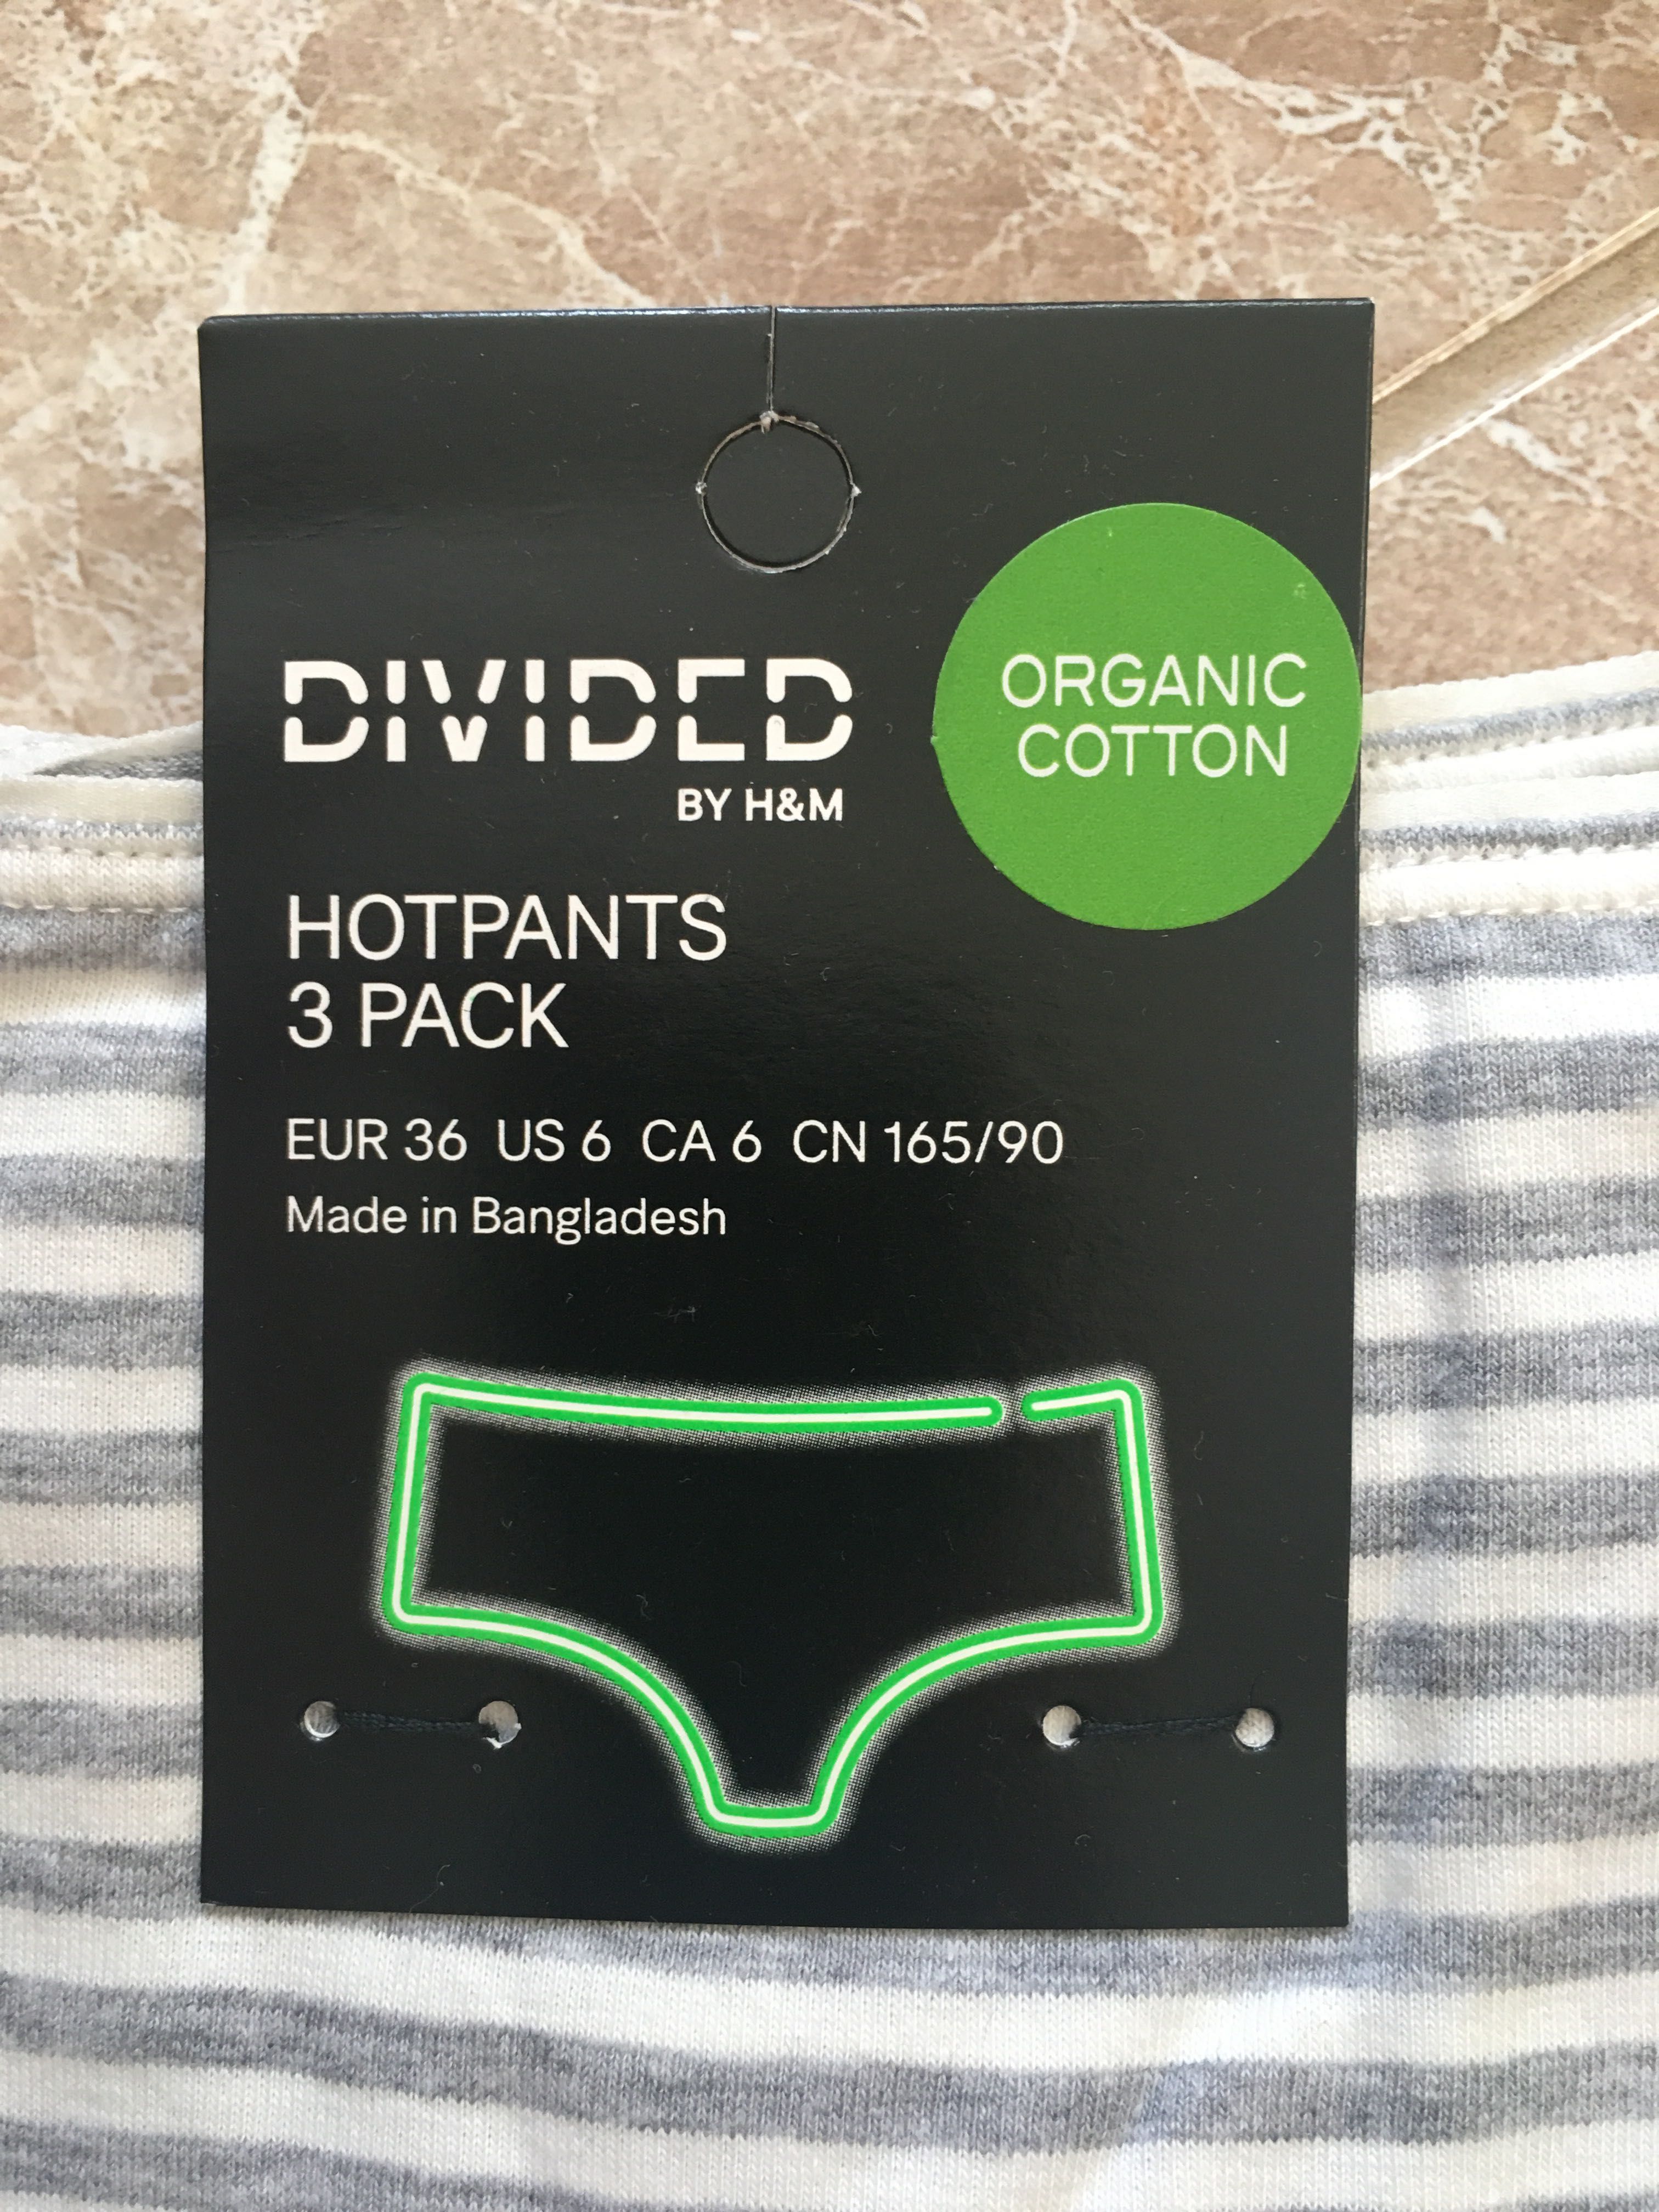 DIVIDED
BY H&M
ORGANIC
COTTON
HOTPANTS
3 PACK
EUR 36 US 6 CA 6 CN 165/90
Made in Bangladesh